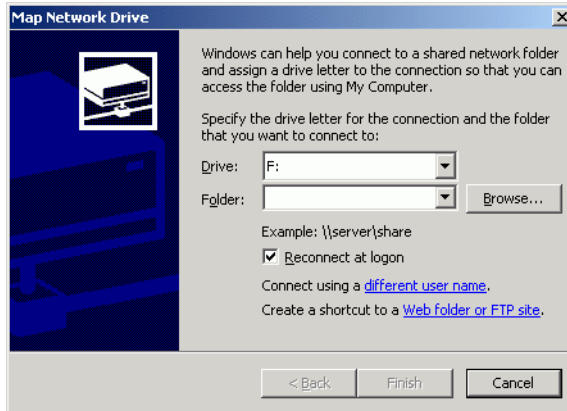 Map Network Drive
Windows can help you connect to a shared network folder
and assign a drive letter to the connection so that you can
access the folder using My Computer.
Specify the drive letter for the connection and the folder
that you want to connect to:
Drive: F:
Folder: Browse...
Example: \\server\share
Reconnect at logon
Connect using a different user name.
Create a shortcut to a Web folder or FTP site.
< Back Finish Cancel